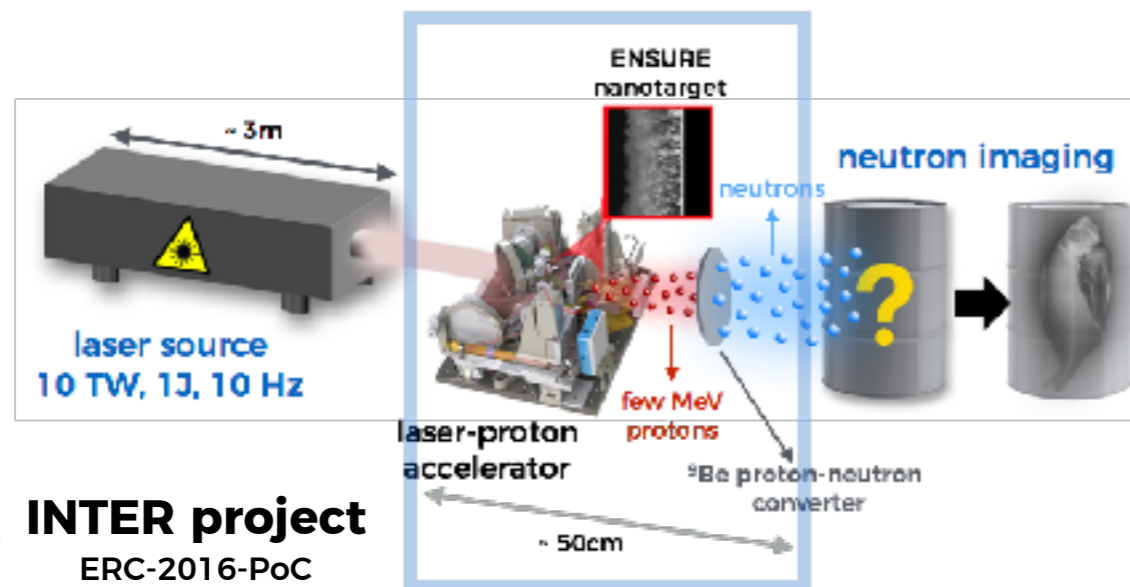 ENSURE
nanotarget
~ 3m
neutron imaging
neutrons
?
laser source
10 TW, 1J, 10 Hz
few MeV
protons
laser-proton
accelerator
⁹Be proton-neutron
converter
~ 50cm
INTER project
ERC-2016-PoC